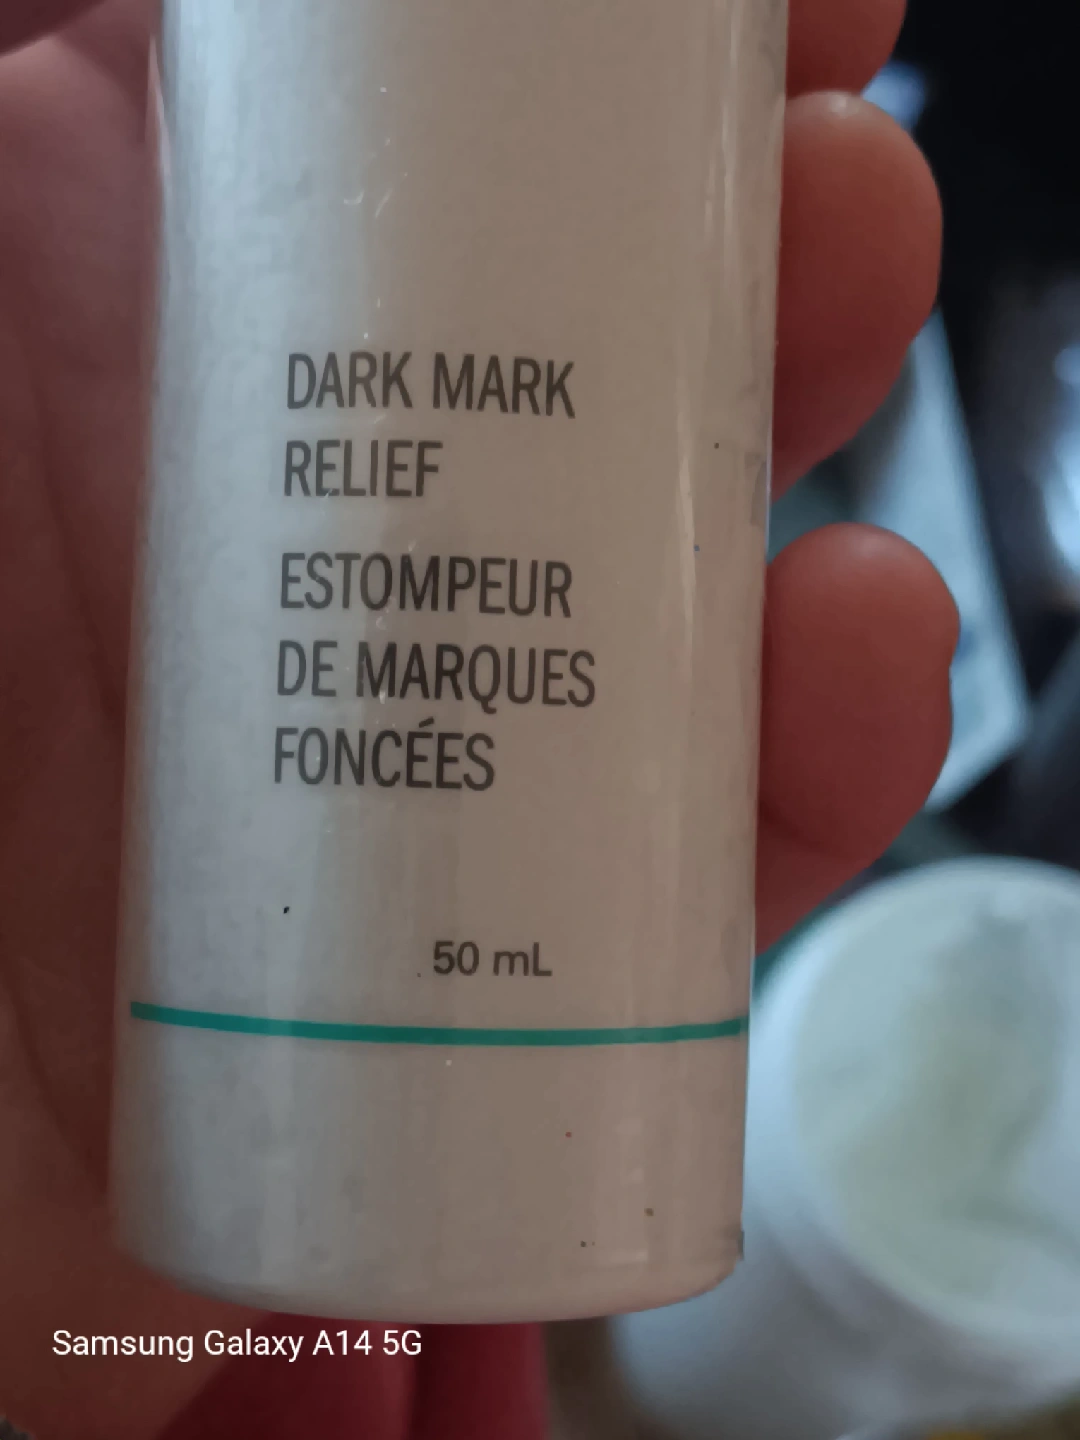 DARK MARK
RELIEF
ESTOMPEUR
DE MARQUES
FONCÉES
50 mL
Samsung Galaxy A14 5G